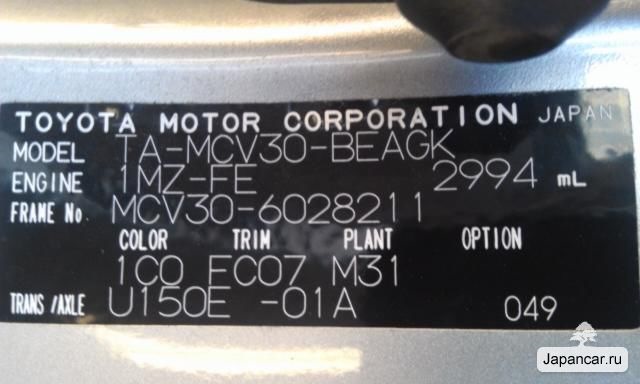 TOYOTA MOTOR CORPORATION JAPAN
MODEL TA-MCV30-BEAGK
ENGINE 1MZ-FE 2994 mL
FRAME No. MCV30-6028211
COLOR TRIM PLANT OPTION
1C0 FC07 M31
TRANS/AXLE U150E -01A 049
Japancar.ru